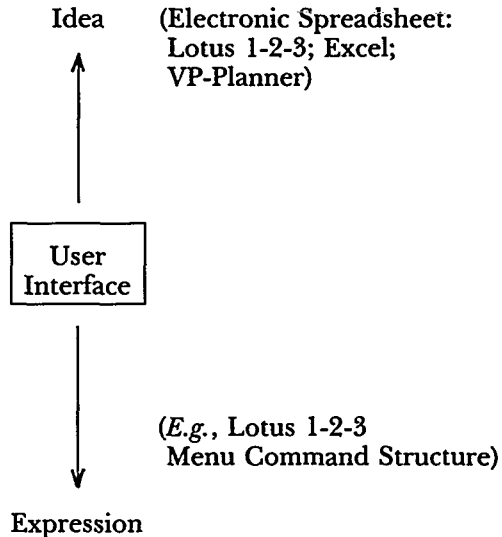 Idea (Electronic Spreadsheet:
Lotus 1-2-3; Excel;
VP-Planner)
User
Interface
(E.g., Lotus 1-2-3
Menu Command Structure)
Expression